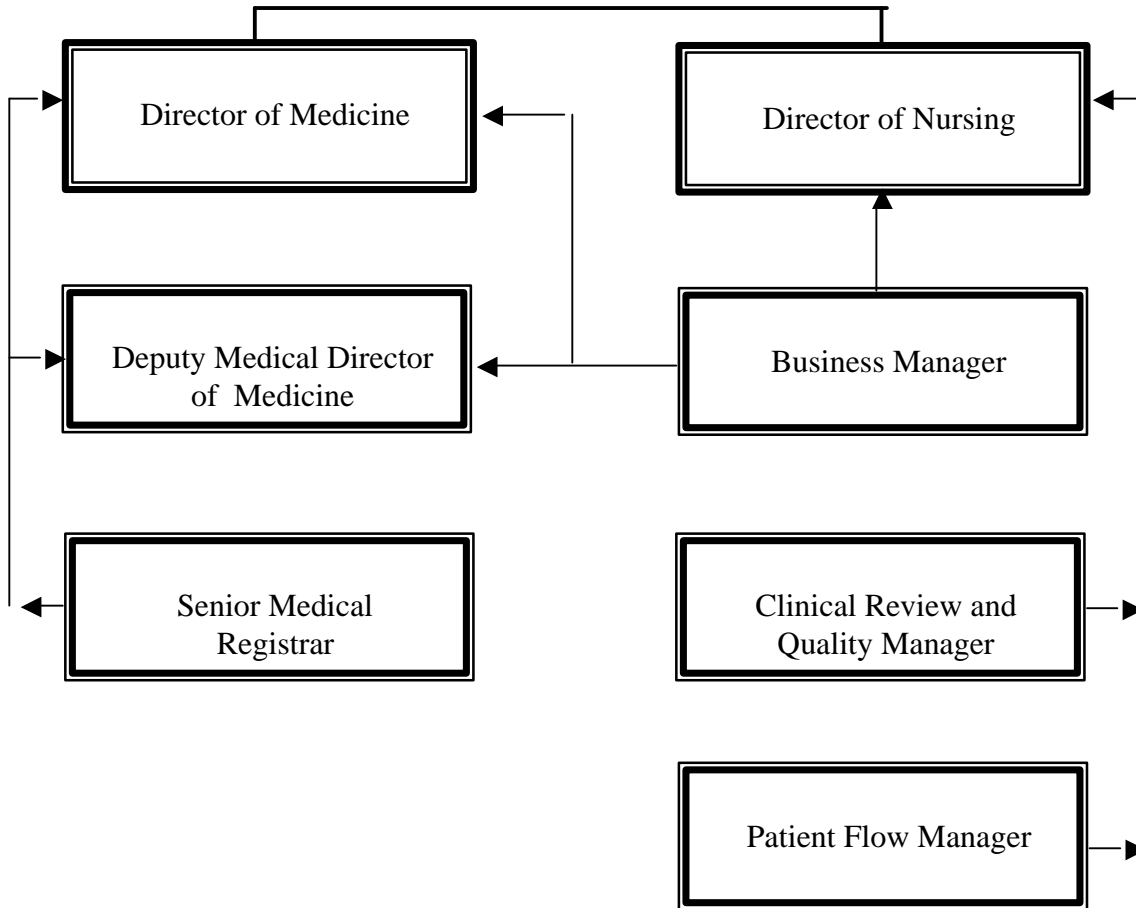 Director of Medicine
Director of Nursing
Deputy Medical Director
of Medicine
Business Manager
Senior Medical
Registrar
Clinical Review and
Quality Manager
Patient Flow Manager